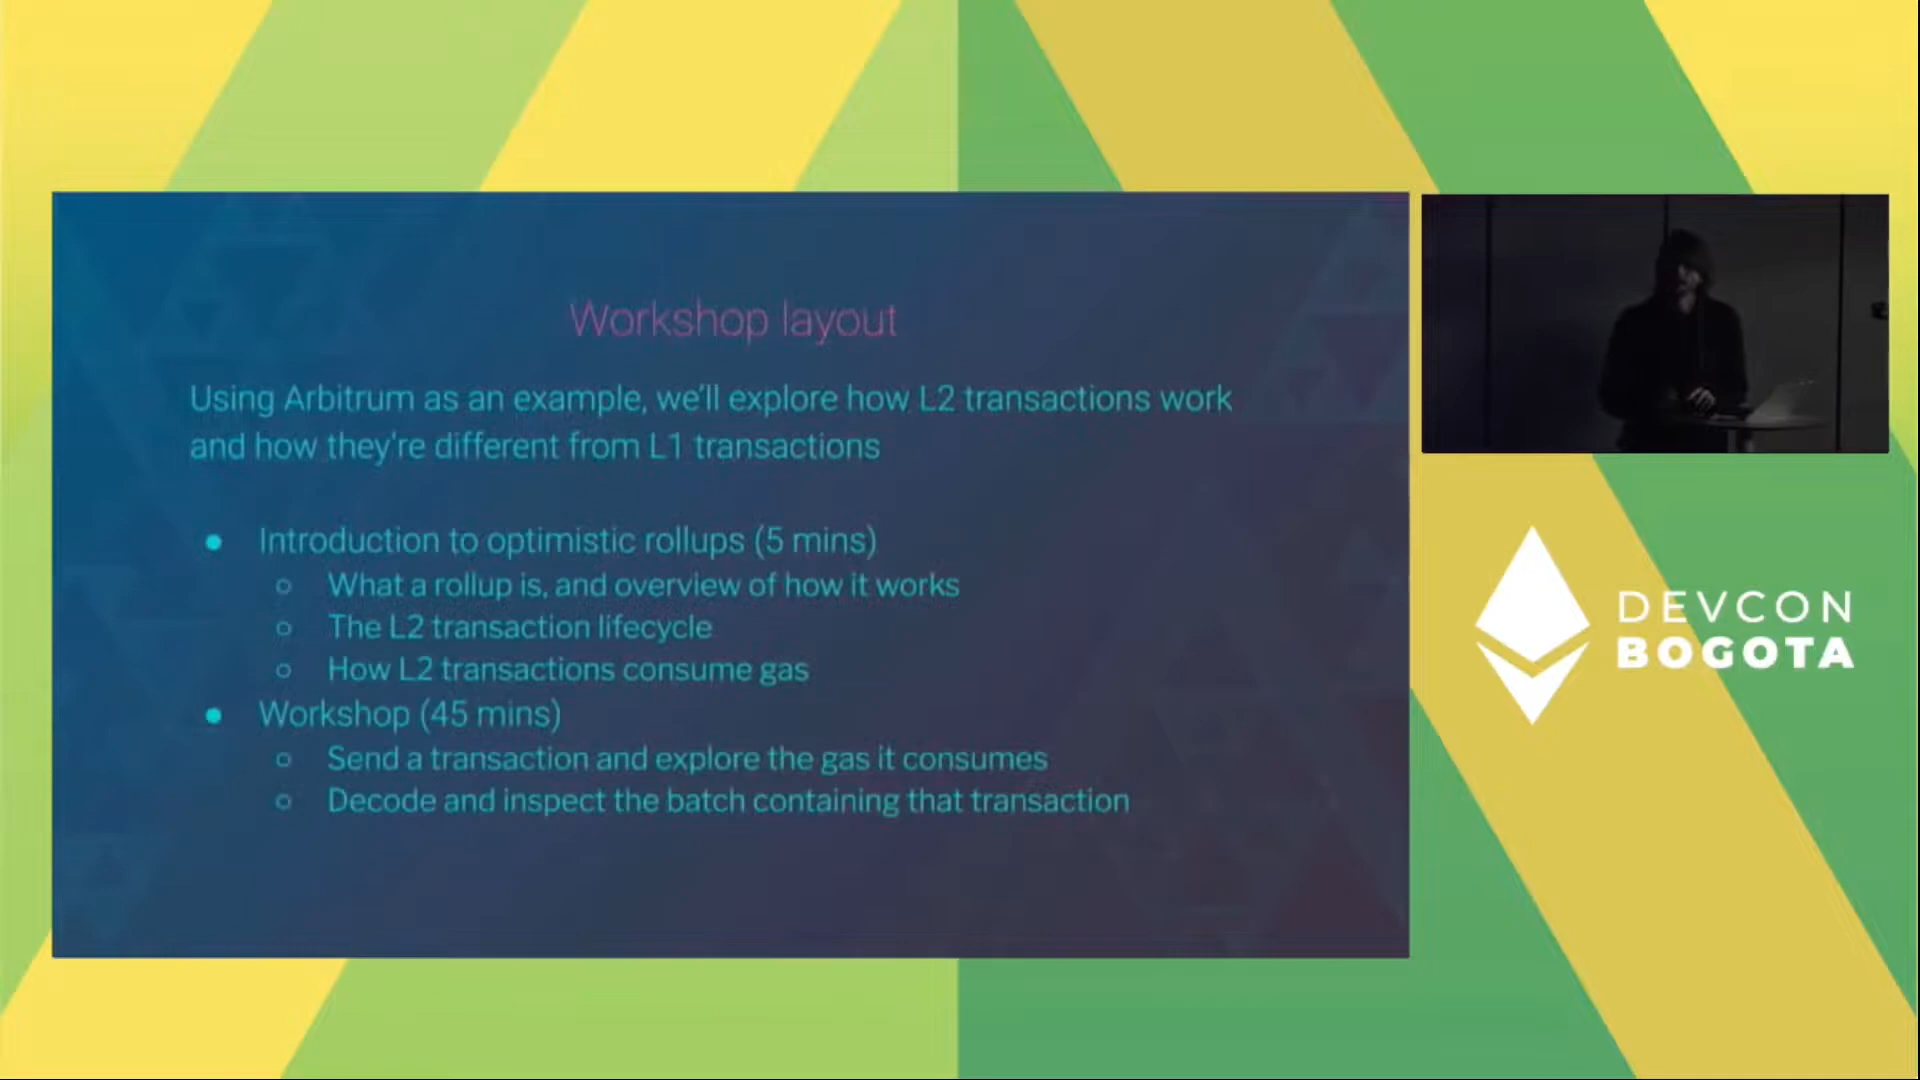 Workshop layout
Using Arbitrum as an example, we'll explore how L2 transactions work
and how they're different from L1 transactions
● Introduction to optimistic rollups (5 mins)
○ What a rollup is, and overview of how it works
○ The L2 transaction lifecycle
○ How L2 transactions consume gas
● Workshop (45 mins)
○ Send a transaction and explore the gas it consumes
○ Decode and inspect the batch containing that transaction
DEVCON
BOGOTA